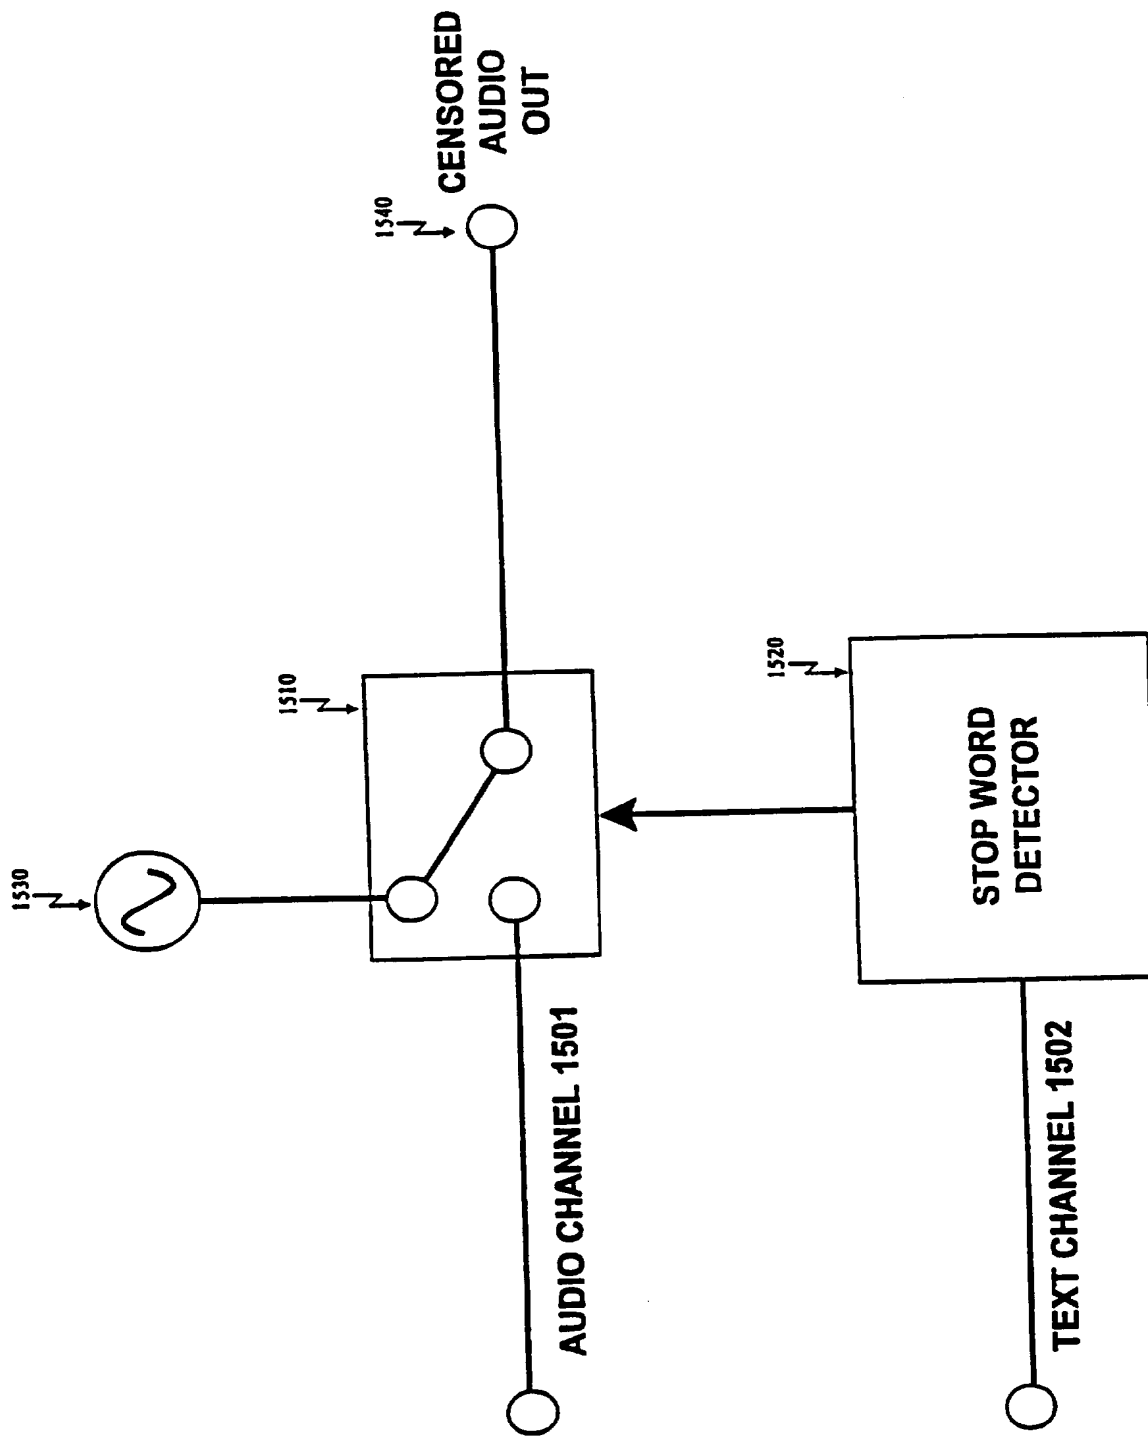 1530
1510
1540
CENSORED
AUDIO
OUT
AUDIO CHANNEL 1501
1520
STOP WORD
DETECTOR
TEXT CHANNEL 1502